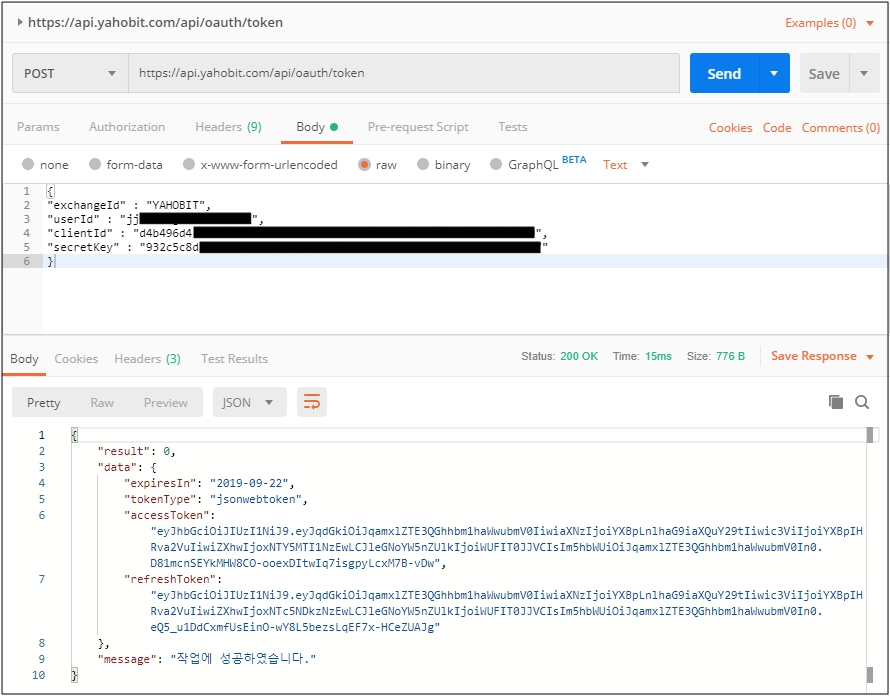 https://api.yahobit.com/api/oauth/token
Examples (0)
POST
https://api.yahobit.com/api/oauth/token
Send
Save
Params
Authorization
Headers (9)
Body
Pre-request Script
Tests
Cookies
Code
Comments (0)
none
form-data
x-www-form-urlencoded
raw
binary
GraphQL BETA
Text
1 {
2 "exchangeId" : "YAHOBIT",
3 "userId" : "jj",
4 "clientId" : "d4b496d4",
5 "secretKey" : "932c5c8d"
6 }
Body
Cookies
Headers (3)
Test Results
Status: 200 OK
Time: 15ms
Size: 776 B
Save Response
Pretty
Raw
Preview
JSON
1 {
2 "result": 0,
3 "data": {
4 "expiresIn": "2019-09-22",
5 "tokenType": "jsonwebtoken",
6 "accessToken":
"eyJhbGciOiJIUzI1NiJ9.eyJqdGkiOiJqamxlZTE3QGhhbm1haWwubmV0IiwiaXNzIjoiYXBpLnlhaG9iaXQuY29tIiwic3ViIjoiYXBpIH
Rva2VuIiwiZXhwIjoxNTY5MTI1NzEwLCJleGNoYW5nZUlkIjoiWUFIT0JJVCIsIm5hbWUiOiJqamxlZTE3QGhhbm1haWwubmV0In0.
D81mcnSEYkMHW8CO-ooexDItwIq7isgpyLcxM7B-vDw",
7 "refreshToken":
"eyJhbGciOiJIUzI1NiJ9.eyJqdGkiOiJqamxlZTE3QGhhbm1haWwubmV0IiwiaXNzIjoiYXBpLnlhaG9iaXQuY29tIiwic3ViIjoiYXBpIH
Rva2VuIiwiZXhwIjoxNTc5NDkzNzEwLCJleGNoYW5nZUlkIjoiWUFIT0JJVCIsIm5hbWUiOiJqamxlZTE3QGhhbm1haWwubmV0In0.
eQ5_u1DdCxmfUsEinO-wY8L5bezsLqEF7x-HCeZUAJg"
8 },
9 "message": "작업에 성공하였습니다."
10 }